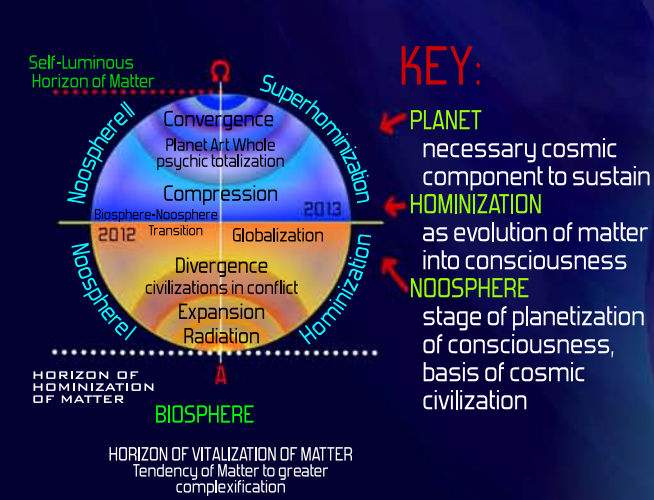 Self-Luminous
Horizon of Matter
Ω
Noosphere II
Superhominization
Convergence
Planet Art Whole
psychic totalization
Compression
Biosphere-Noosphere
Transition
2013
2012
Globalization
Noosphere I
Hominization
Divergence
civilizations in conflict
Expansion
Radiation
A
HORIZON OF
HOMINIZATION
OF MATTER
BIOSPHERE
HORIZON OF VITALIZATION OF MATTER
Tendency of Matter to greater
complexification
KEY:
PLANET
necessary cosmic
component to sustain
HOMINIZATION
as evolution of matter
into consciousness
NOOSPHERE
stage of planetization
of consciousness,
basis of cosmic
civilization